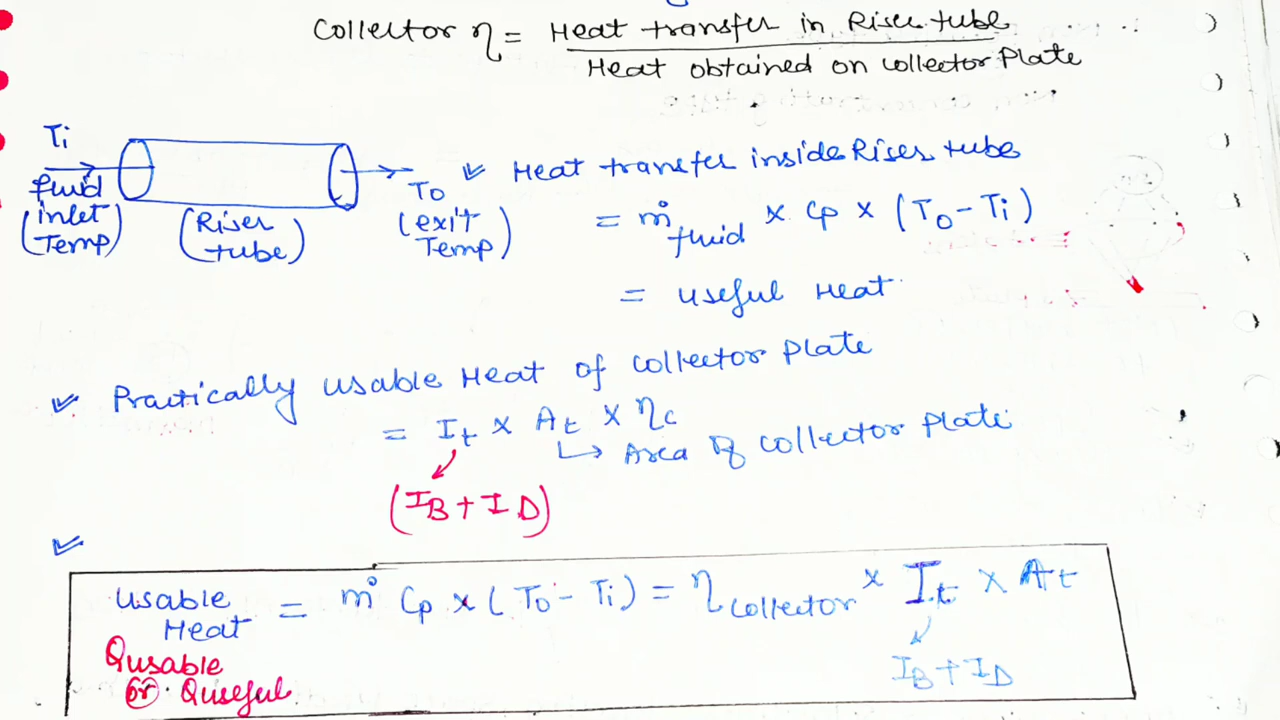 Collector η = Heat transfer in Riser tube
Heat obtained on collector Plate
Ti
fluid
(inlet Temp)
(Riser tube)
To
(exit Temp)
Heat transfer inside Riser tube
= ṁ fluid × Cp × (To - Ti)
= useful Heat
Practically usable Heat of collector plate
= It × At × ηc
→ Area of collector plate
(IB + ID)
usable Heat = ṁ Cp × (To - Ti) = η collector × It × At
IB + ID
Qusable
or Quseful